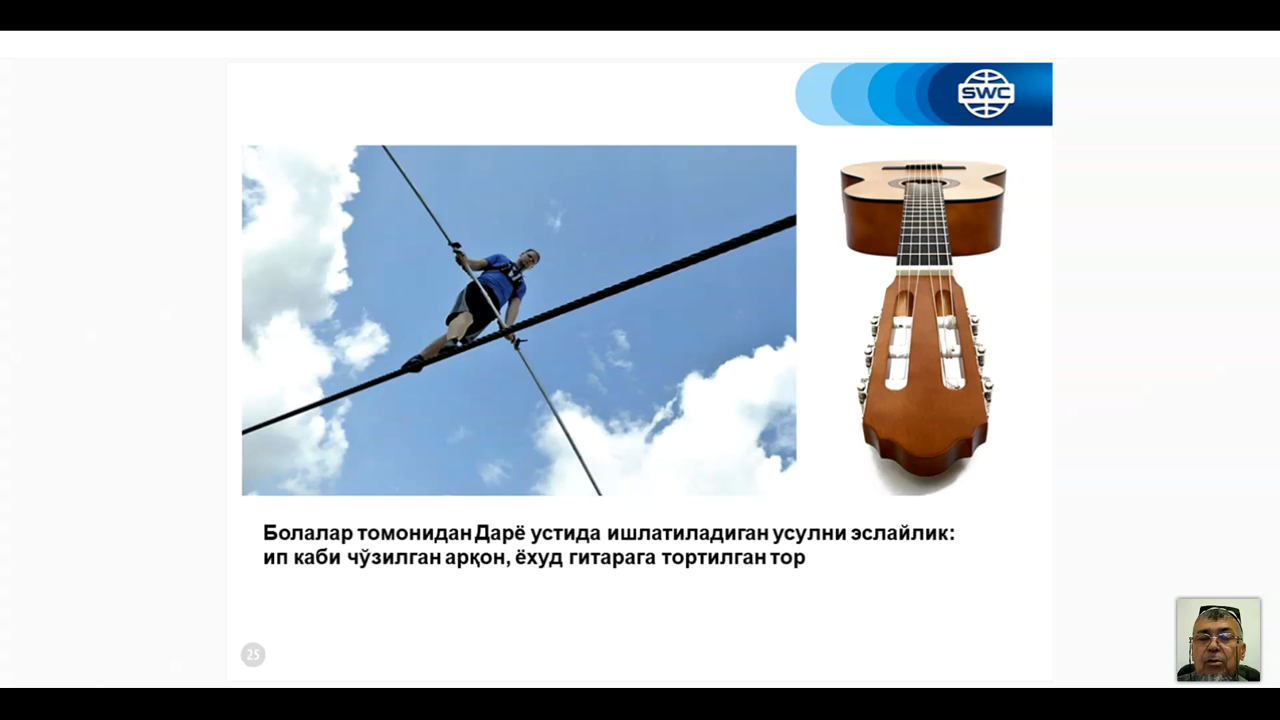 SWC
Болалар томонидан Дарё устида ишлатиладиган усулни эслайлик:
ип каби чўзилган арқон, ёхуд гитарага тортилган тор
25